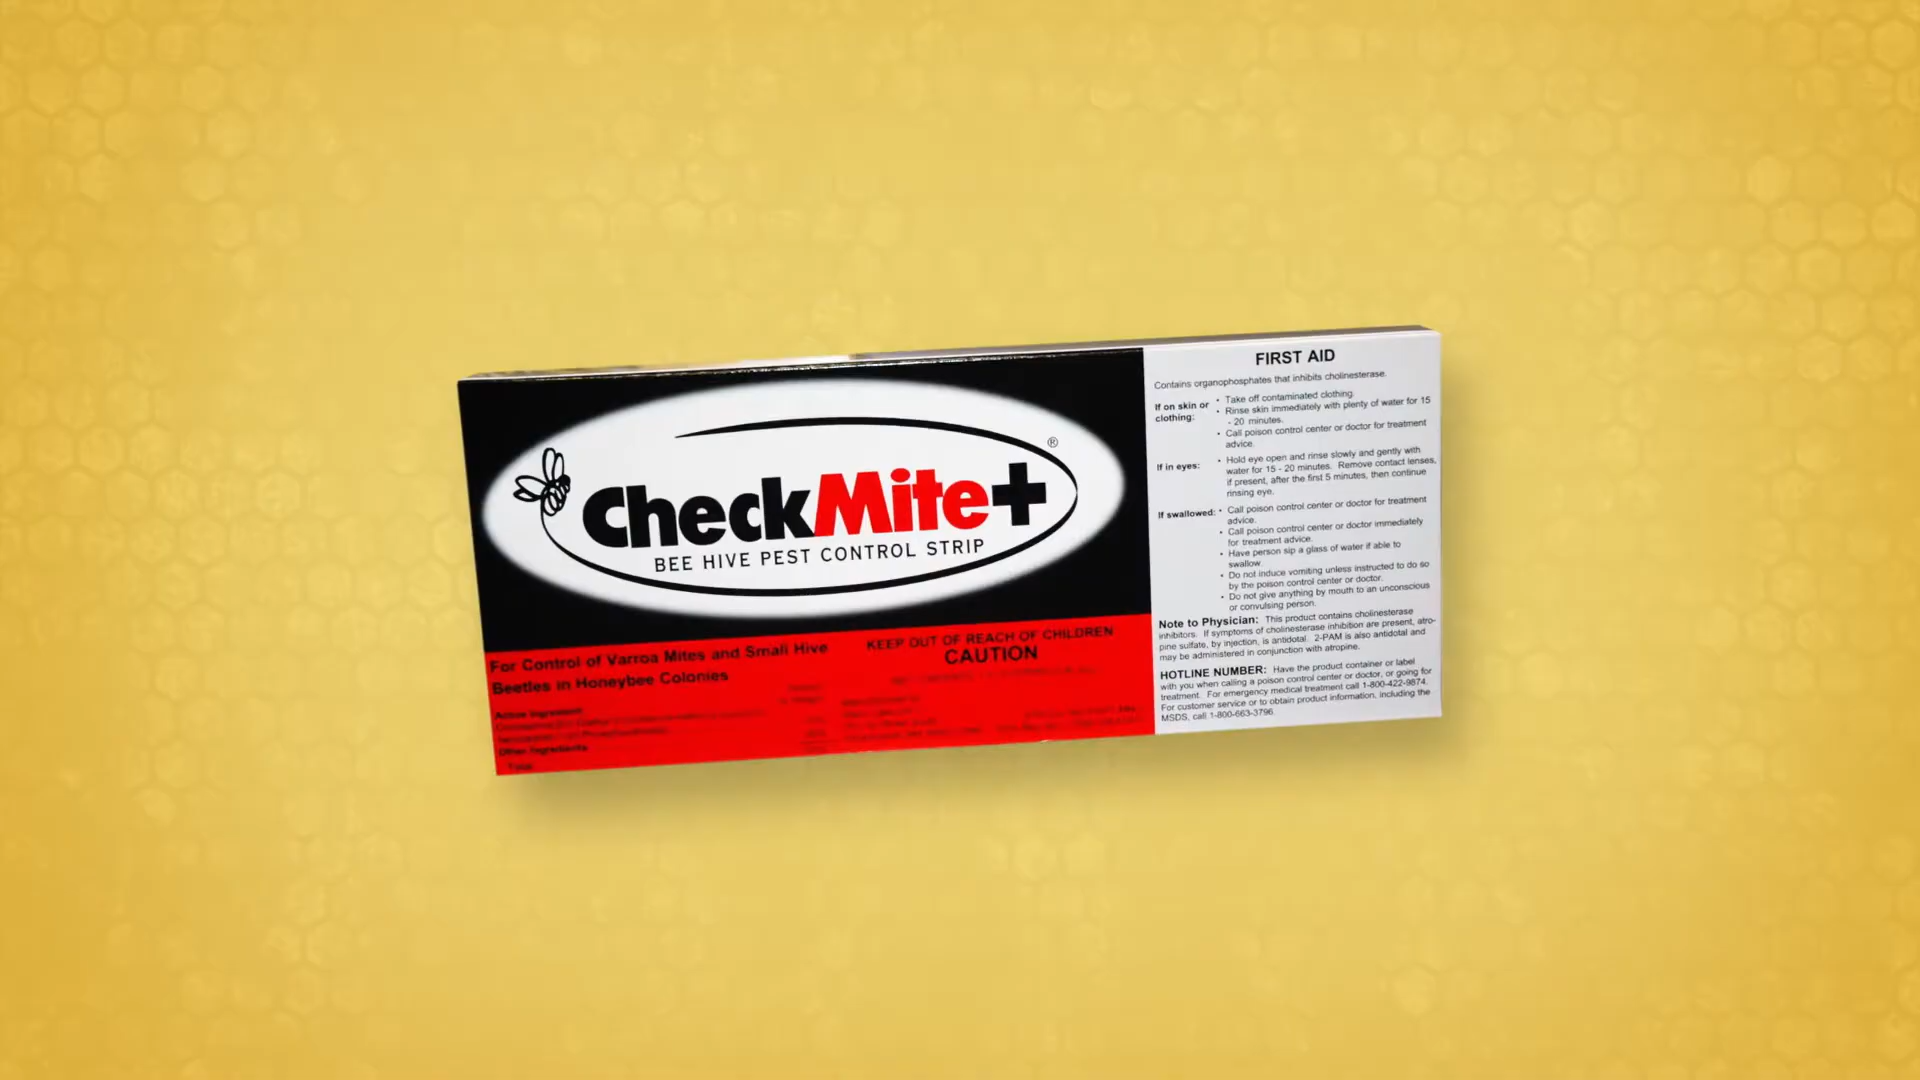 CheckMite+
®
BEE HIVE PEST CONTROL STRIP
For Control of Varroa Mites and Small Hive
Beetles in Honeybee Colonies
Active Ingredient
Other Ingredients
Total
KEEP OUT OF REACH OF CHILDREN
CAUTION
FIRST AID
Contains organophosphates that inhibits cholinesterase.
If on skin or
clothing:
• Take off contaminated clothing.
• Rinse skin immediately with plenty of water for 15
- 20 minutes.
• Call poison control center or doctor for treatment
advice.
If in eyes:
• Hold eye open and rinse slowly and gently with
water for 15 - 20 minutes. Remove contact lenses,
if present, after the first 5 minutes, then continue
rinsing eye.
If swallowed:
• Call poison control center or doctor for treatment
advice.
• Call poison control center or doctor immediately
for treatment advice.
• Have person sip a glass of water if able to
swallow.
• Do not induce vomiting unless instructed to do so
by the poison control center or doctor.
• Do not give anything by mouth to an unconscious
or convulsing person.
Note to Physician: This product contains cholinesterase
inhibitors. If symptoms of cholinesterase inhibition are present, atro-
pine sulfate, by injection, is antidotal. 2-PAM is also antidotal and
may be administered in conjunction with atropine.
HOTLINE NUMBER: Have the product container or label
with you when calling a poison control center or doctor, or going for
treatment. For emergency medical treatment call 1-800-422-9874.
For customer service or to obtain product information, including the
MSDS, call 1-800-663-3796.